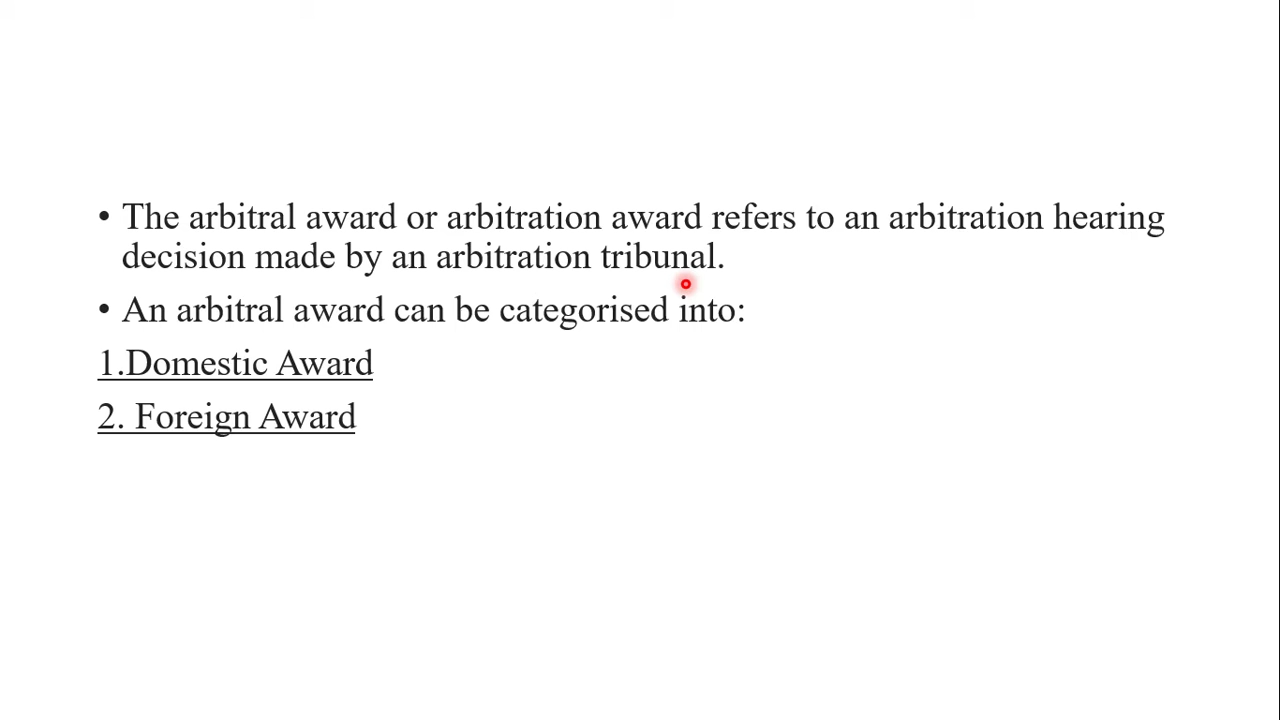 • The arbitral award or arbitration award refers to an arbitration hearing
decision made by an arbitration tribunal.
• An arbitral award can be categorised into:
1.Domestic Award
2. Foreign Award